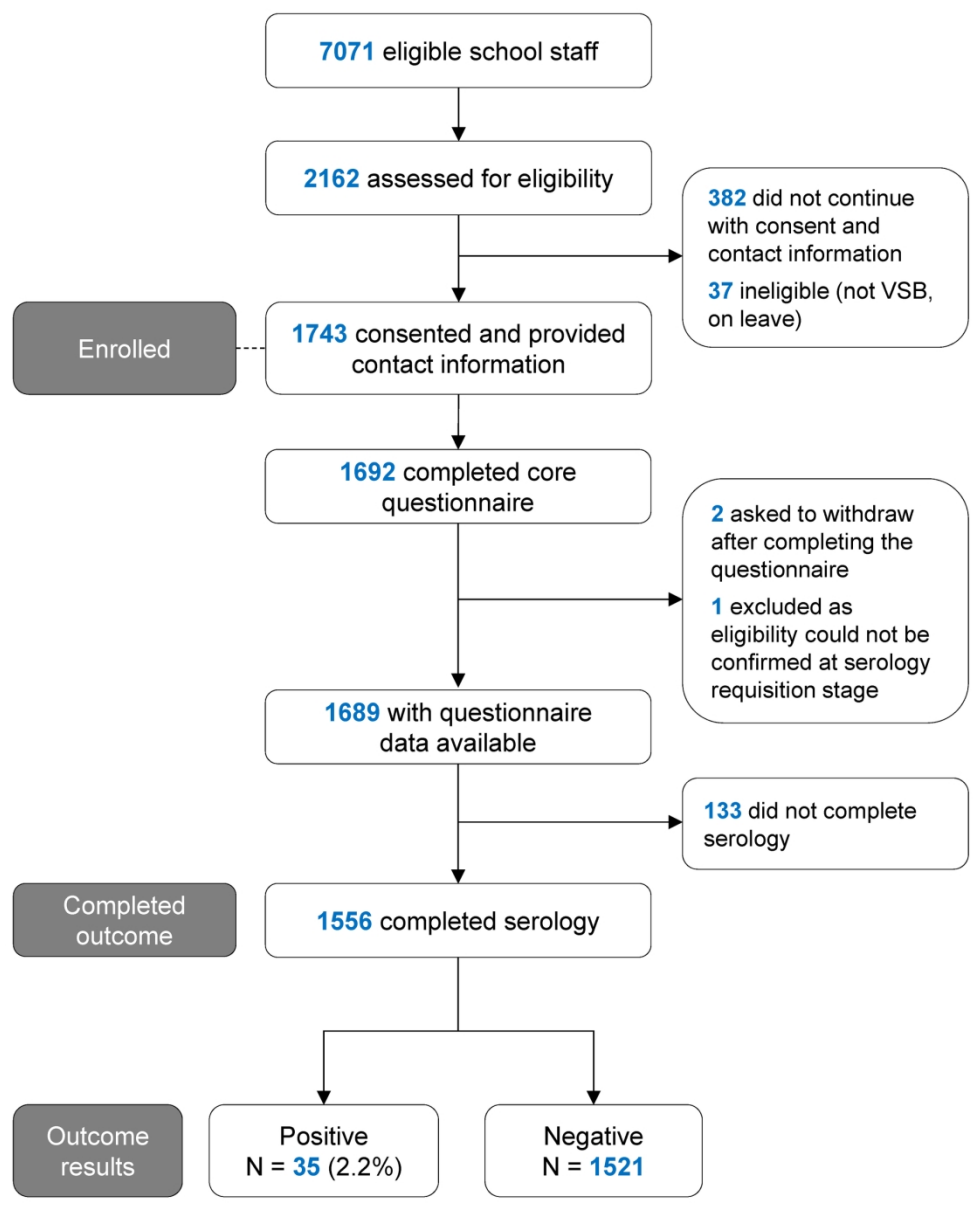 7071 eligible school staff
2162 assessed for eligibility
382 did not continue
with consent and
contact information
37 ineligible (not VSB,
on leave)
Enrolled
1743 consented and provided
contact information
1692 completed core
questionnaire
2 asked to withdraw
after completing the
questionnaire
1 excluded as
eligibility could not be
confirmed at serology
requisition stage
1689 with questionnaire
data available
133 did not complete
serology
Completed
outcome
1556 completed serology
Outcome
results
Positive
N = 35 (2.2%)
Negative
N = 1521